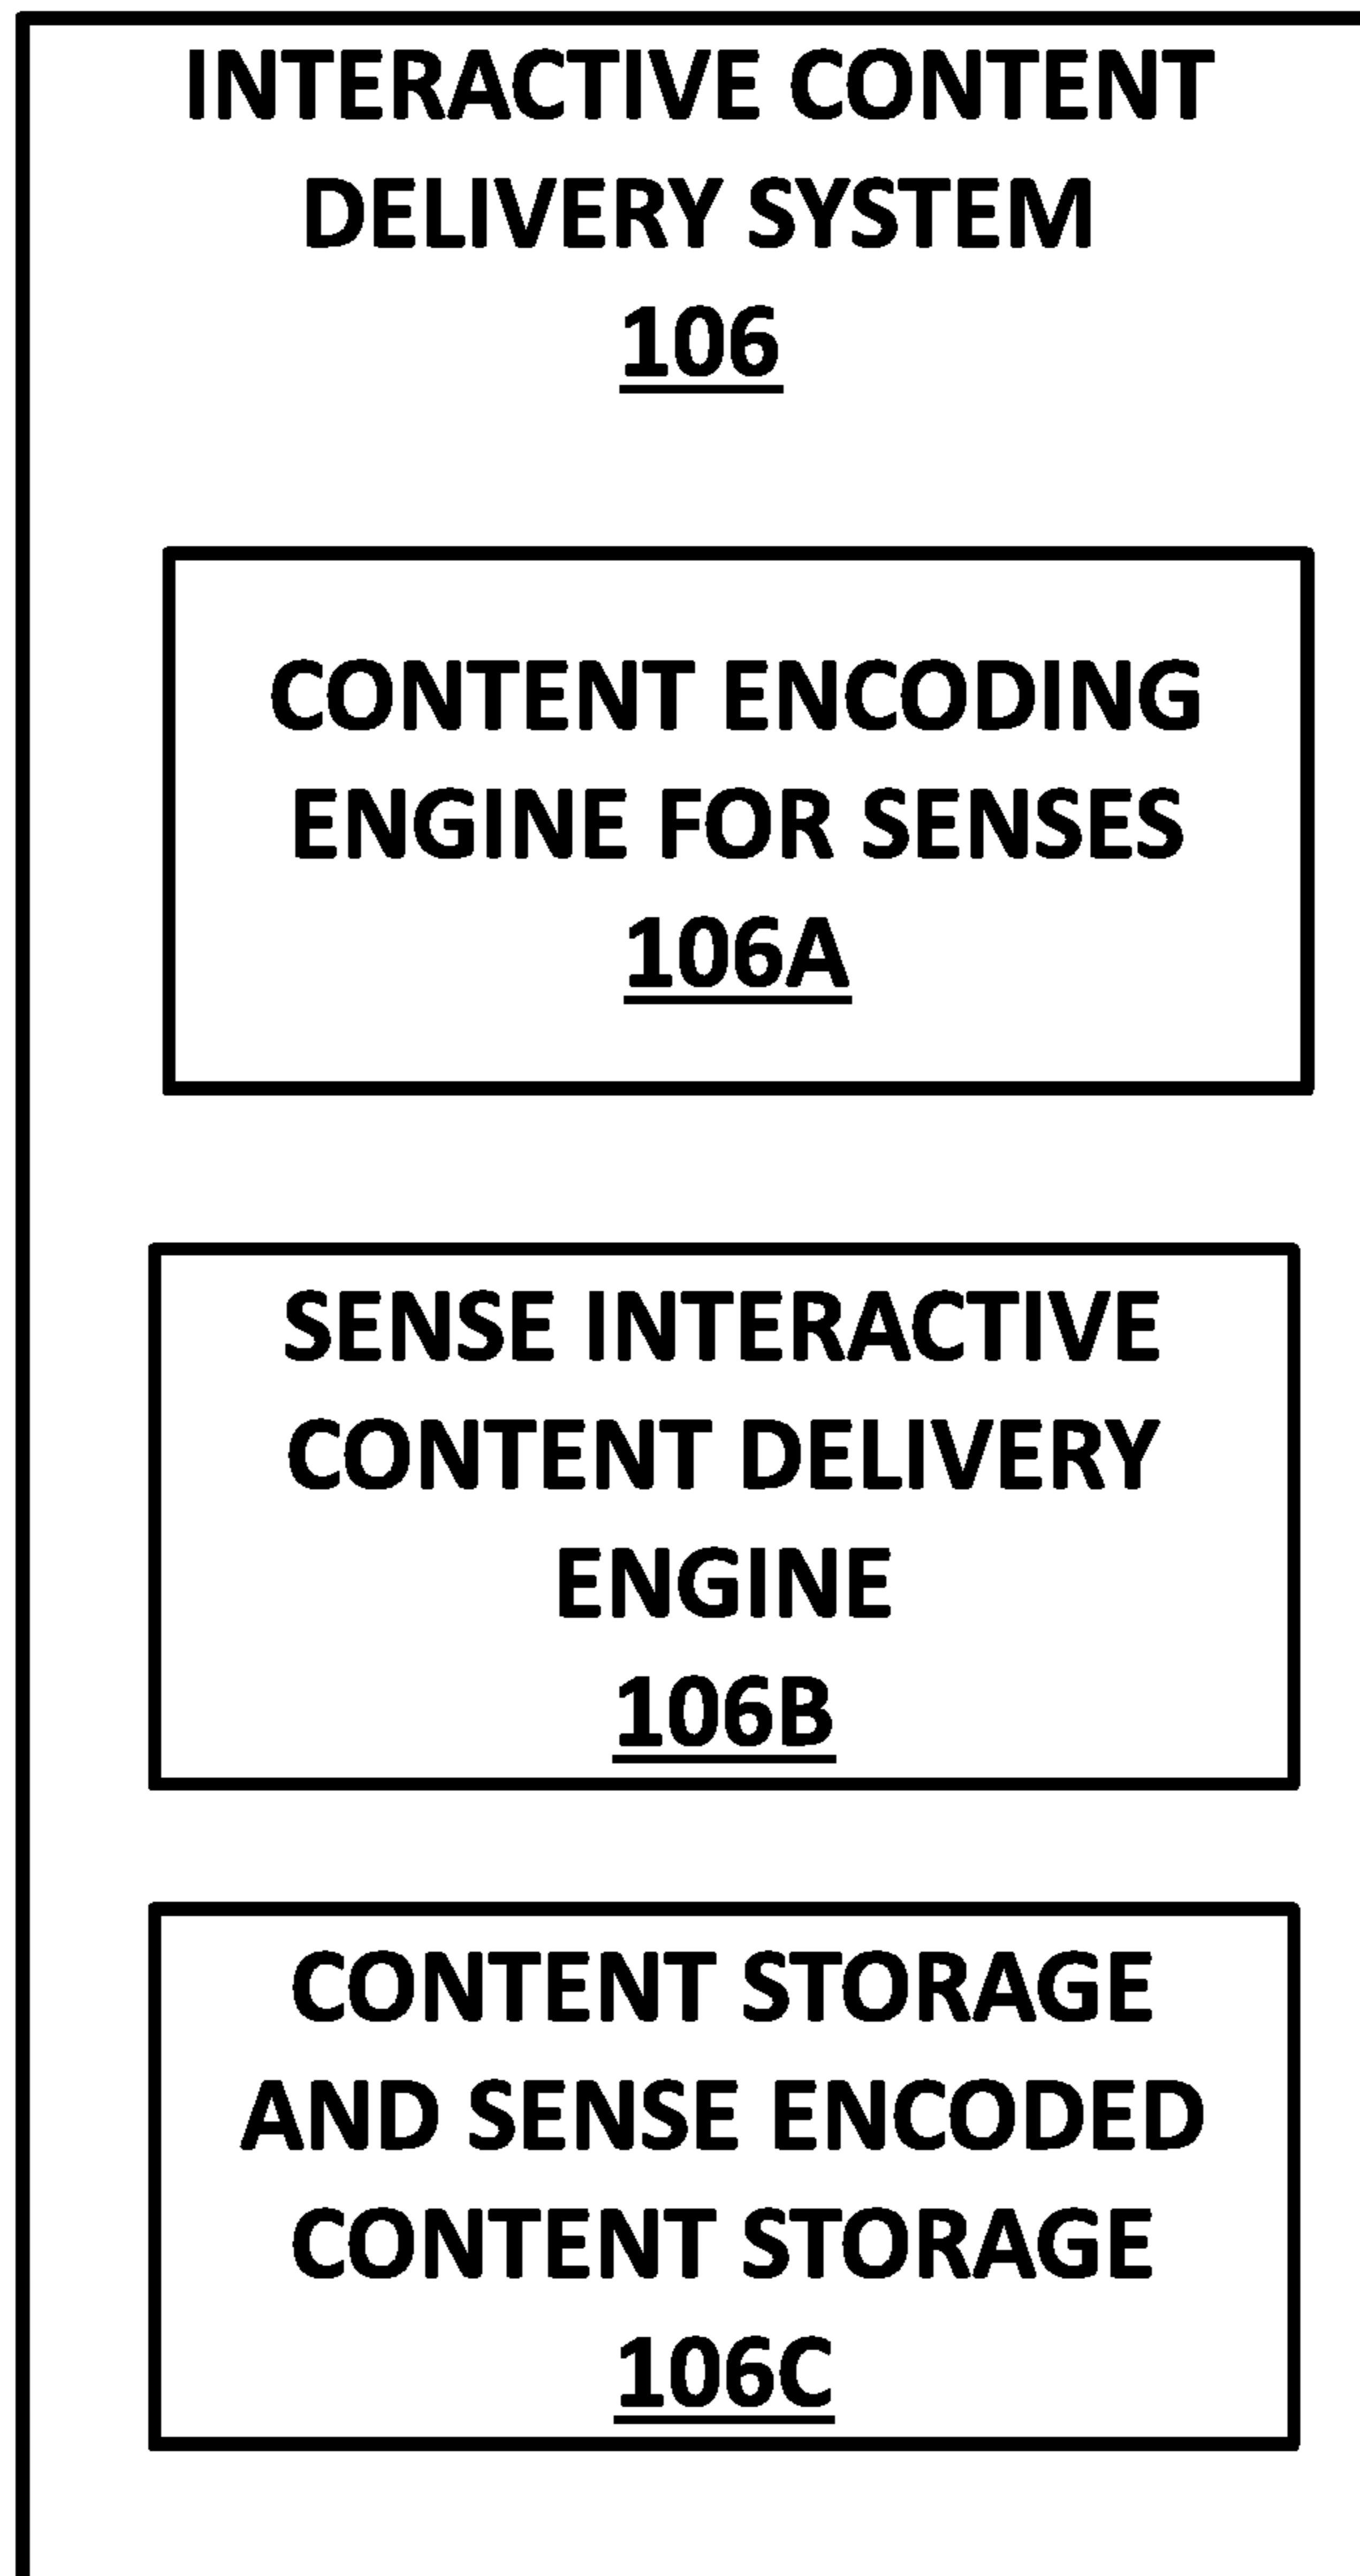 INTERACTIVE CONTENT
DELIVERY SYSTEM
106
CONTENT ENCODING
ENGINE FOR SENSES
106A
SENSE INTERACTIVE
CONTENT DELIVERY
ENGINE
106B
CONTENT STORAGE
AND SENSE ENCODED
CONTENT STORAGE
106C